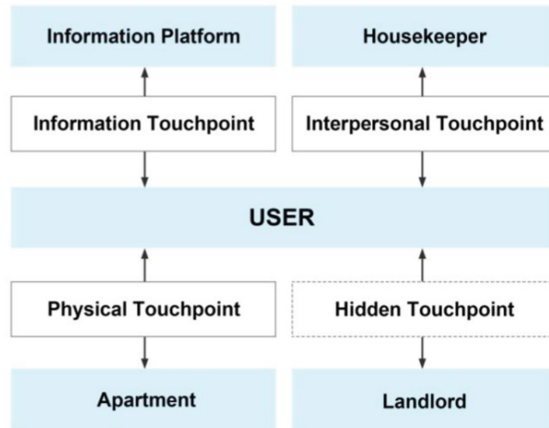 Information Platform
Housekeeper
Information Touchpoint
Interpersonal Touchpoint
USER
Physical Touchpoint
Hidden Touchpoint
Apartment
Landlord